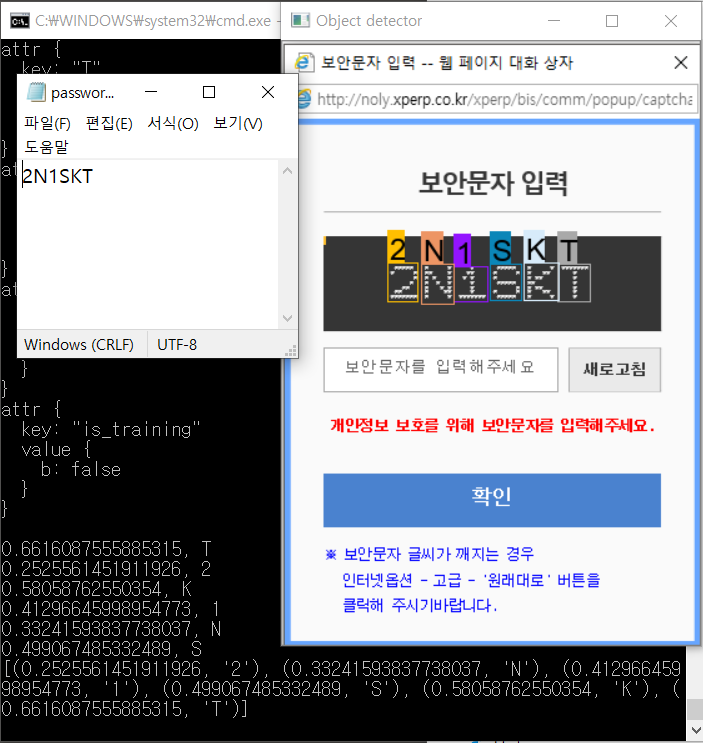 C:\WINDOWS\system32\cmd.exe -
Object detector
attr {
key: "T"
}
at
}
at
}
}
attr {
key: "is_training"
value {
b: false
}
}
0.6616087555885315, T
0.2525561451911926, 2
0.58058762550354, K
0.41296645998954773, 1
0.33241593837738037, N
0.499067485332489, S
[(0.2525561451911926, '2'), (0.33241593837738037, 'N'), (0.412966459
98954773, '1'), (0.499067485332489, 'S'), (0.58058762550354, 'K'), (
0.6616087555885315, 'T')]
passwor...
파일(F) 편집(E) 서식(O) 보기(V)
도움말
2N1SKT
Windows (CRLF) UTF-8
보안문자 입력 -- 웹 페이지 대화 상자
http://noly.xperp.co.kr/xperp/bis/comm/popup/captcha
보안문자 입력
2 N 1 S K T
2N1SKT
보안문자를 입력해주세요 새로고침
개인정보 보호를 위해 보안문자를 입력해주세요.
확인
※ 보안문자 글씨가 깨지는 경우
인터넷옵션 - 고급 - '원래대로' 버튼을
클릭해 주시기바랍니다.